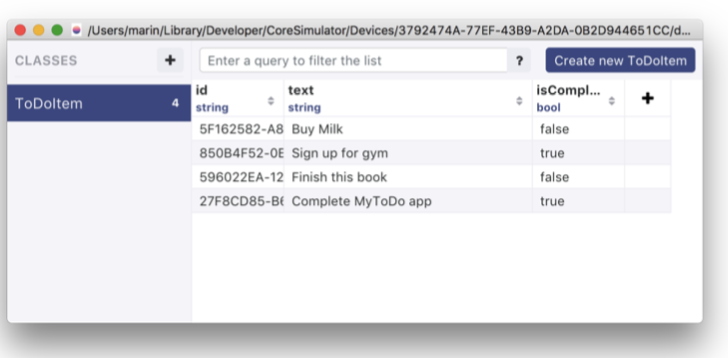 /Users/marin/Library/Developer/CoreSimulator/Devices/3792474A-77EF-43B9-A2DA-0B2D944651CC/d...
CLASSES +
Enter a query to filter the list ? Create new ToDoItem
ToDoItem 4
id text isCompl... +
string string bool
5F162582-A8 Buy Milk false
850B4F52-0E Sign up for gym true
596022EA-12 Finish this book false
27F8CD85-B6 Complete MyToDo app true